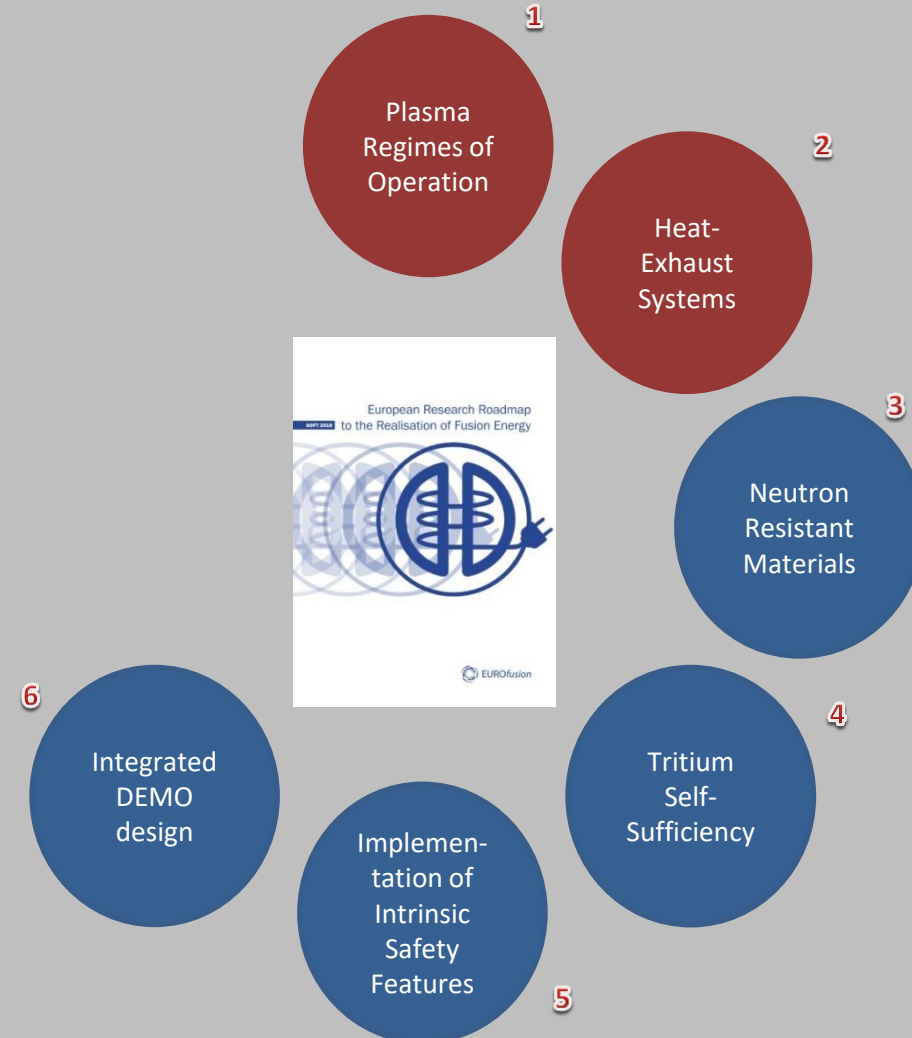 1
Plasma
Regimes of
Operation
2
Heat-
Exhaust
Systems
European Research Roadmap
SOFT 2018 to the Realisation of Fusion Energy
EUROfusion
3
Neutron
Resistant
Materials
4
Tritium
Self-
Sufficiency
5
Implemen-
tation of
Intrinsic
Safety
Features
6
Integrated
DEMO
design